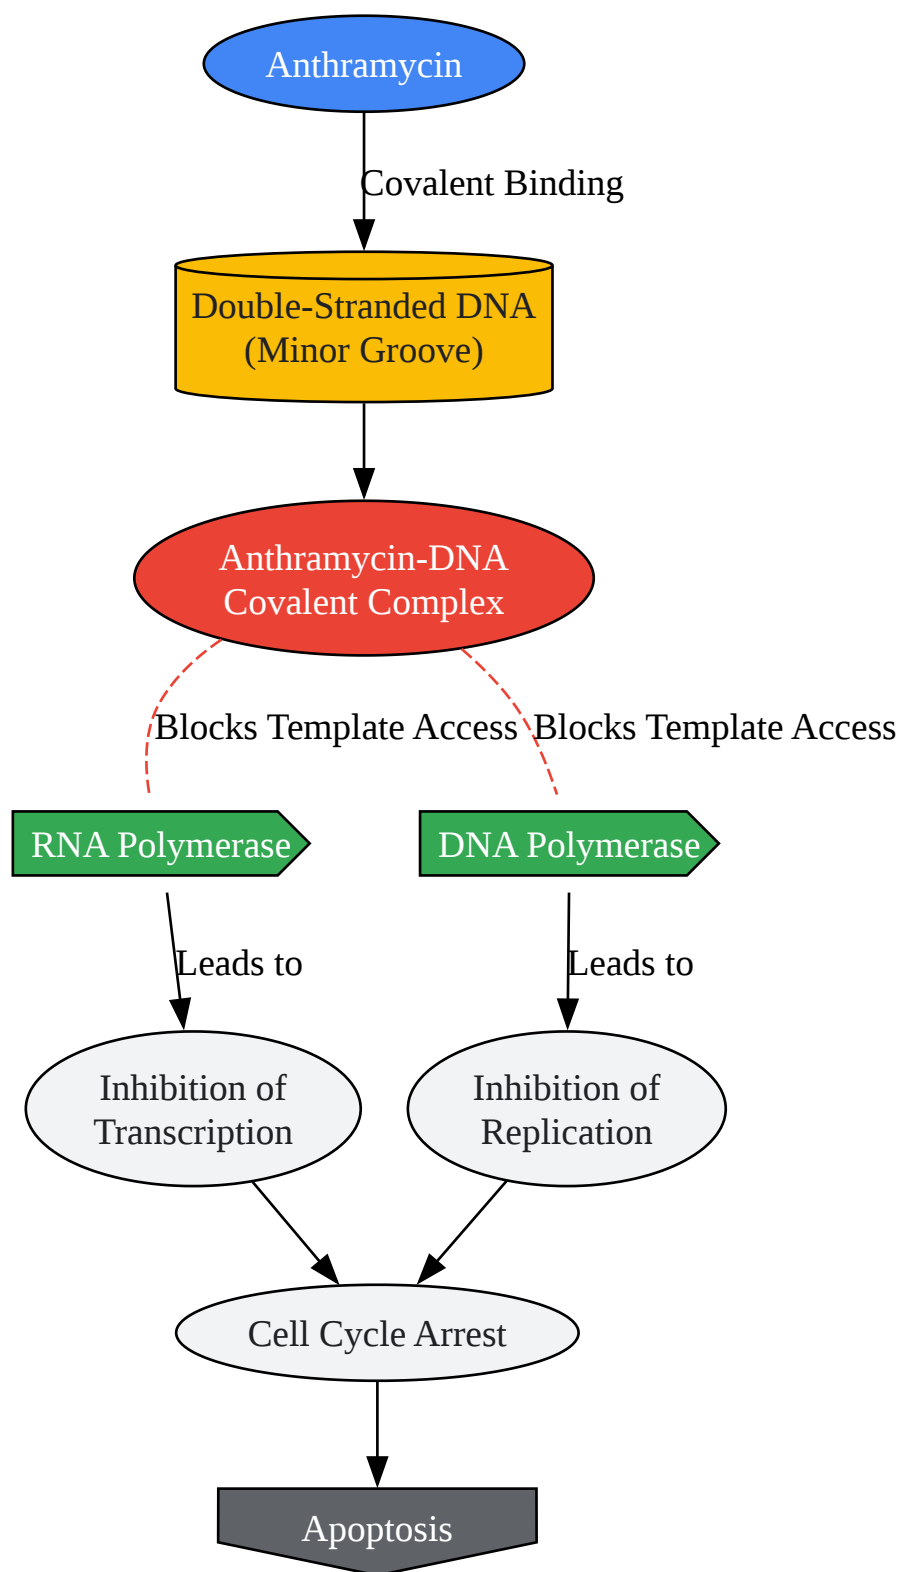 Anthramycin
Covalent Binding
Double-Stranded DNA
(Minor Groove)
Anthramycin-DNA
Covalent Complex
Blocks Template Access
Blocks Template Access
RNA Polymerase
DNA Polymerase
Leads to
Leads to
Inhibition of
Transcription
Inhibition of
Replication
Cell Cycle Arrest
Apoptosis